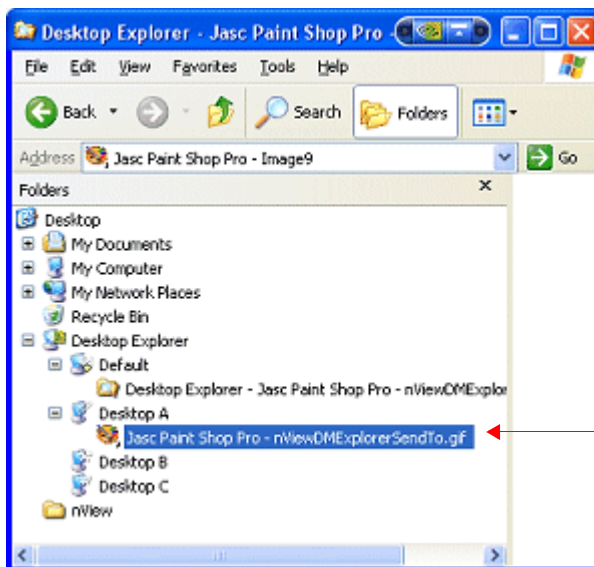 Desktop Explorer - Jasc Paint Shop Pro -
File Edit View Favorites Tools Help
Back Search Folders
Address Jasc Paint Shop Pro - Image9 Go
Folders x
Desktop
My Documents
My Computer
My Network Places
Recycle Bin
Desktop Explorer
Default
Desktop Explorer - Jasc Paint Shop Pro - nViewDMExplor
Desktop A
Jasc Paint Shop Pro - nViewDMExplorerSendTo.gif
Desktop B
Desktop C
nView